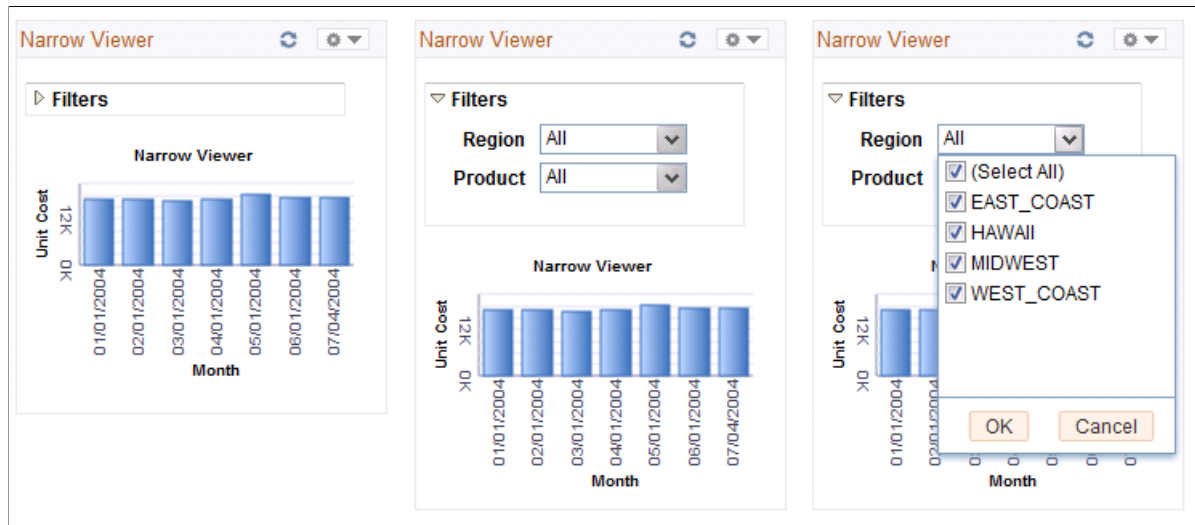 Narrow Viewer
Filters
Narrow Viewer
Unit Cost
12K
0K
01/01/2004
02/01/2004
03/01/2004
04/01/2004
05/01/2004
06/01/2004
07/04/2004
Month
Narrow Viewer
Filters
Region All
Product All
Narrow Viewer
Unit Cost
12K
0K
01/01/2004
02/01/2004
03/01/2004
04/01/2004
05/01/2004
06/01/2004
07/04/2004
Month
Narrow Viewer
Filters
Region All
Product
(Select All)
EAST_COAST
HAWAII
MIDWEST
WEST_COAST
OK Cancel
Unit Cost
12K
0K
01/01/2004
Month